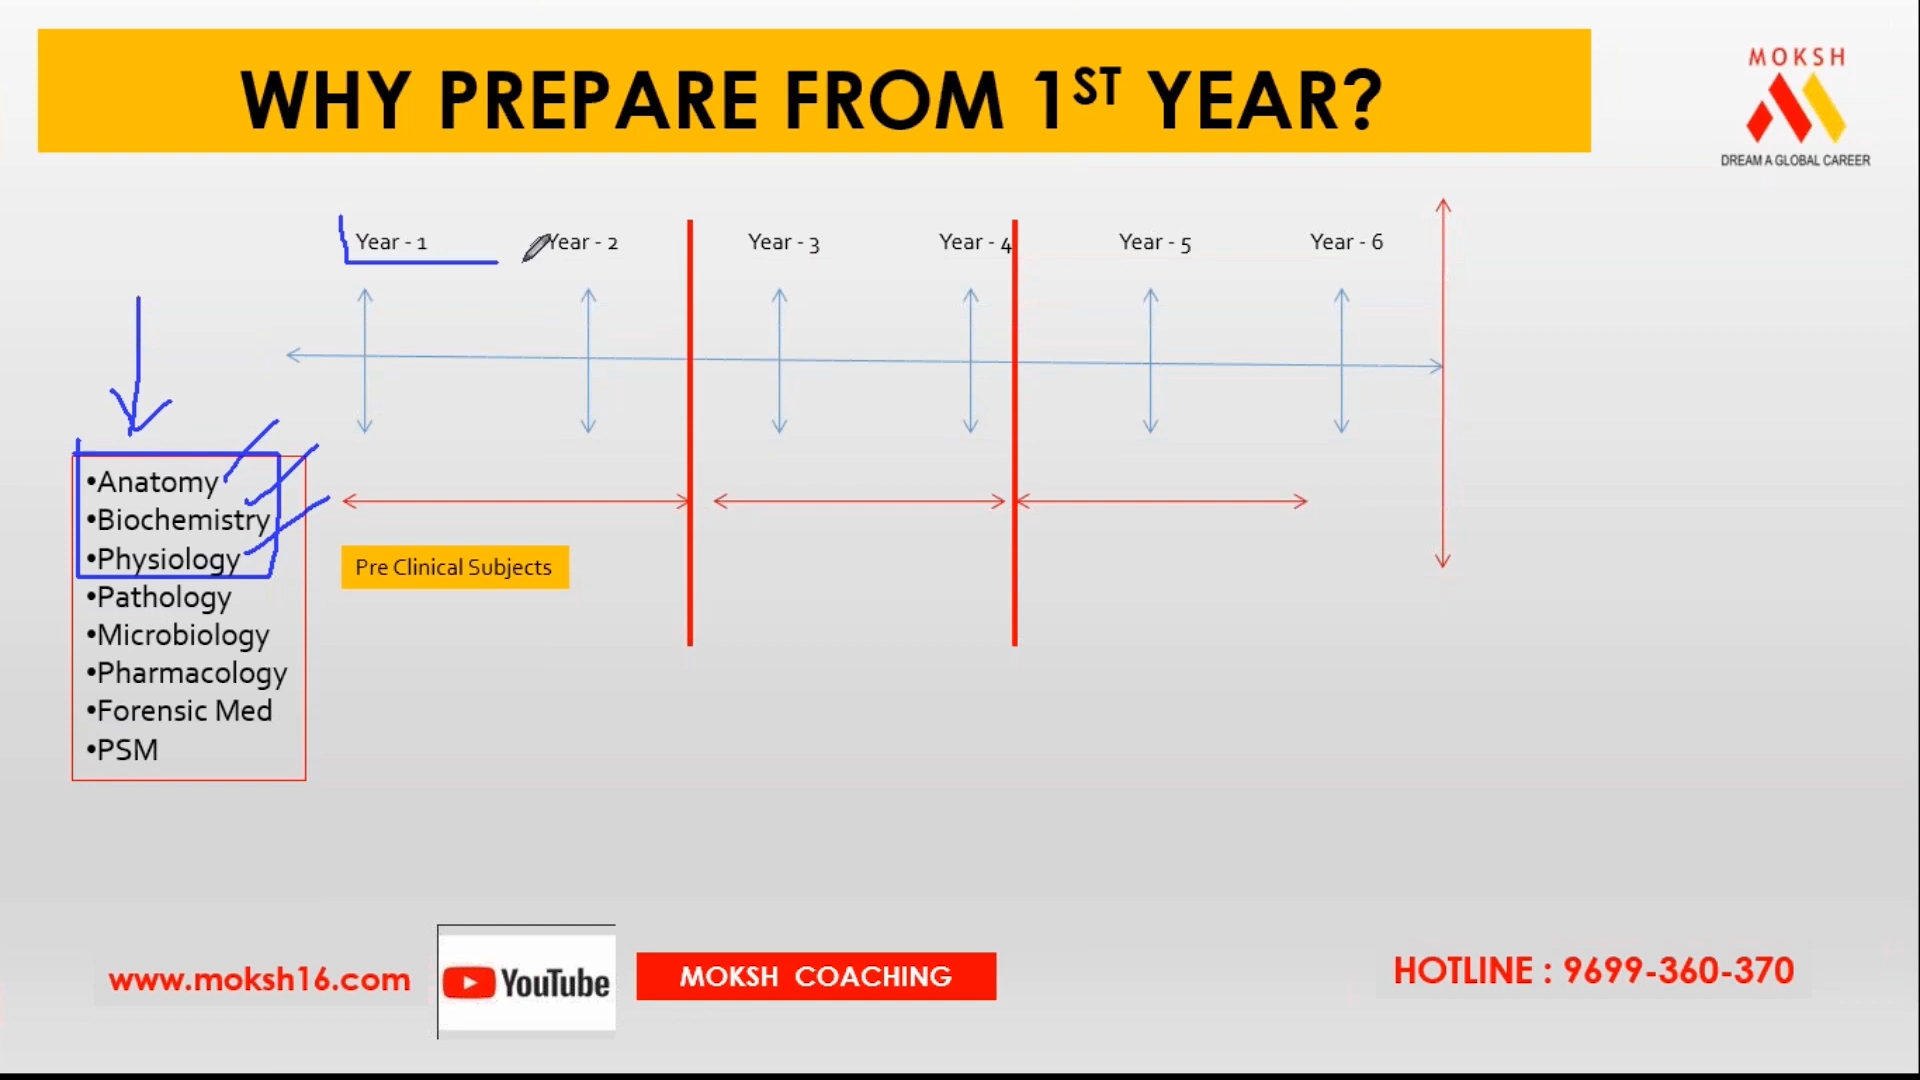 WHY PREPARE FROM 1ST YEAR?
MOKSH
DREAM A GLOBAL CAREER
Year - 1
Year - 2
Year - 3
Year - 4
Year - 5
Year - 6
•Anatomy
•Biochemistry
•Physiology
•Pathology
•Microbiology
•Pharmacology
•Forensic Med
•PSM
Pre Clinical Subjects
www.moksh16.com
YouTube
MOKSH COACHING
HOTLINE : 9699-360-370